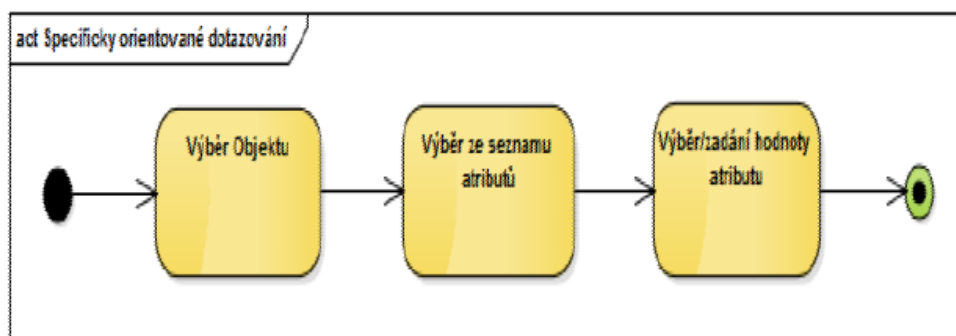 act Specificky orientované dotazování
Výběr Objektu
Výběr ze seznamu
atributů
Výběr/zadání hodnoty
atributu